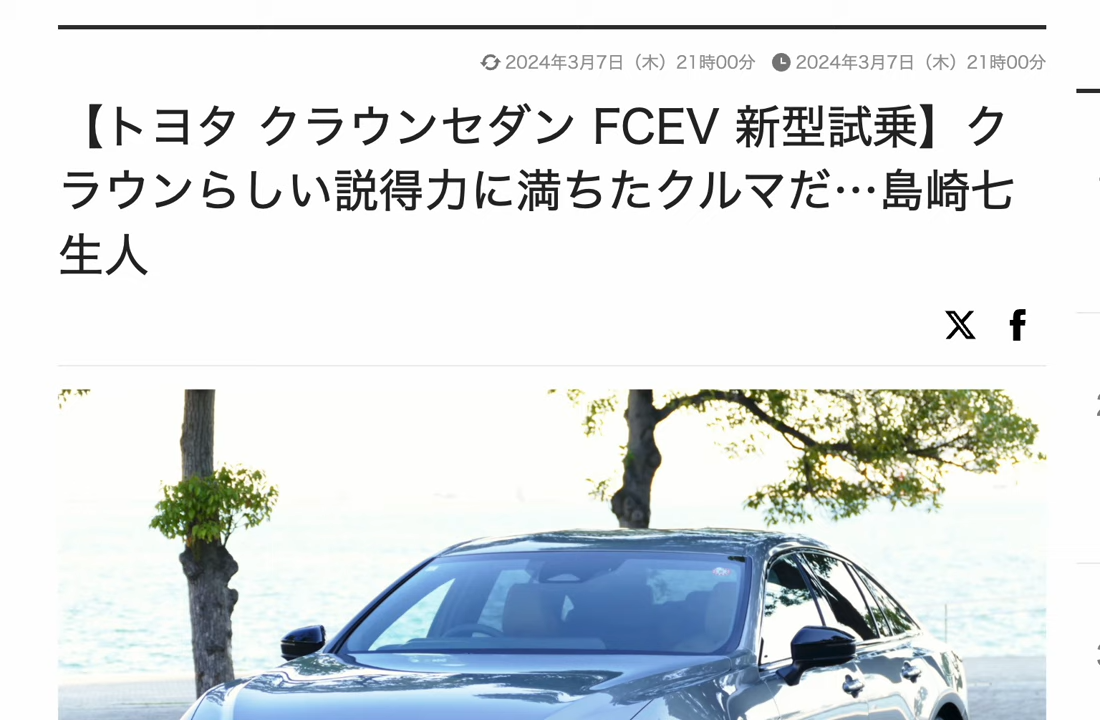 2024年3月7日（木）21時00分 2024年3月7日（木）21時00分
【トヨタ クラウンセダン FCEV 新型試乗】ク
ラウンらしい説得力に満ちたクルマだ…島崎七
生人